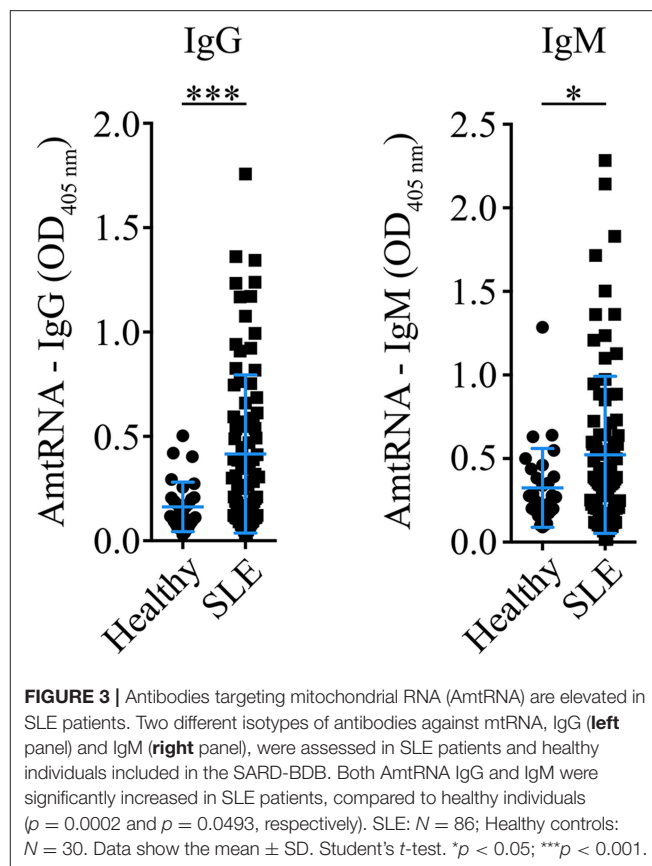 IgG
IgM
***
*
AmtRNA - IgG (OD405 nm)
2.0
1.5
1.0
0.5
0.0
Healthy
SLE
AmtRNA - IgM (OD405 nm)
2.5
2.0
1.5
1.0
0.5
0.0
Healthy
SLE
FIGURE 3 | Antibodies targeting mitochondrial RNA (AmtRNA) are elevated in
SLE patients. Two different isotypes of antibodies against mtRNA, IgG (left
panel) and IgM (right panel), were assessed in SLE patients and healthy
individuals included in the SARD-BDB. Both AmtRNA IgG and IgM were
significantly increased in SLE patients, compared to healthy individuals
(p = 0.0002 and p = 0.0493, respectively). SLE: N = 86; Healthy controls:
N = 30. Data show the mean ± SD. Student's t-test. *p < 0.05; ***p < 0.001.